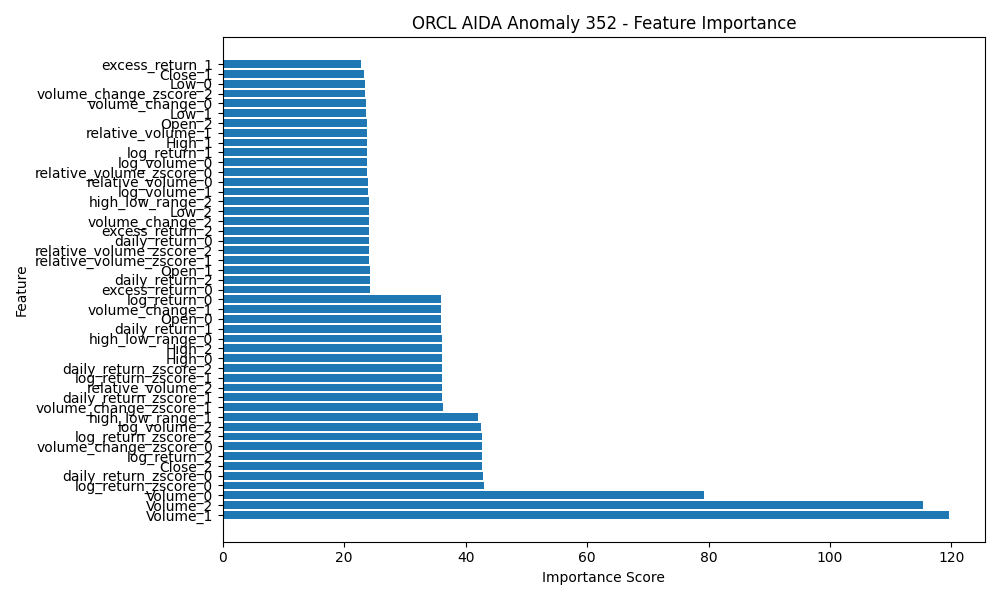 ORCL AIDA Anomaly 352 - Feature Importance
excess_return_1
Close_1
Low_0
volume_change_zscore_2
volume_change_0
Low_1
Open_2
relative_volume_1
High_1
log_return_1
log_volume_0
relative_volume_zscore_0
relative_volume_0
log_volume_1
high_low_range_2
Low_2
volume_change_2
excess_return_2
daily_return_0
relative_volume_zscore_2
relative_volume_zscore_1
Open_1
daily_return_2
excess_return_0
log_return_0
volume_change_1
Open_0
daily_return_1
high_low_range_0
High_2
High_0
daily_return_zscore_2
log_return_zscore_1
relative_volume_2
daily_return_zscore_1
volume_change_zscore_1
high_low_range_1
log_volume_2
log_return_zscore_2
volume_change_zscore_0
log_return_2
Close_2
daily_return_zscore_0
log_return_zscore_0
Volume_0
Volume_2
Volume_1
Feature
0 20 40 60 80 100 120
Importance Score